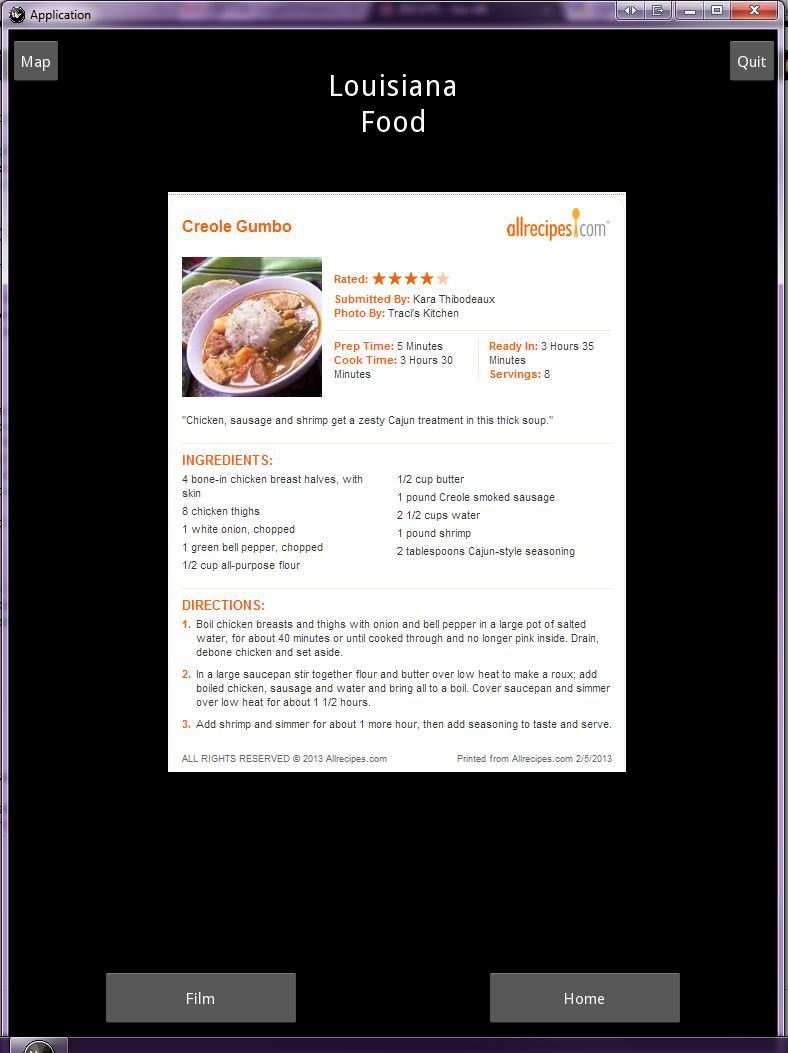 Application
Map
Quit
Louisiana
Food
Creole Gumbo
allrecipes.com™
Rated:
Submitted By: Kara Thibodeaux
Photo By: Traci's Kitchen
Prep Time: 5 Minutes
Cook Time: 3 Hours 30
Minutes
Ready In: 3 Hours 35
Minutes
Servings: 8
"Chicken, sausage and shrimp get a zesty Cajun treatment in this thick soup."
INGREDIENTS:
4 bone-in chicken breast halves, with
skin
8 chicken thighs
1 white onion, chopped
1 green bell pepper, chopped
1/2 cup all-purpose flour
1/2 cup butter
1 pound Creole smoked sausage
2 1/2 cups water
1 pound shrimp
2 tablespoons Cajun-style seasoning
DIRECTIONS:
1. Boil chicken breasts and thighs with onion and bell pepper in a large pot of salted
water, for about 40 minutes or until cooked through and no longer pink inside. Drain,
debone chicken and set aside.
2. In a large saucepan stir together flour and butter over low heat to make a roux; add
boiled chicken, sausage and water and bring all to a boil. Cover saucepan and simmer
over low heat for about 1 1/2 hours.
3. Add shrimp and simmer for about 1 more hour, then add seasoning to taste and serve.
ALL RIGHTS RESERVED © 2013 Allrecipes.com
Printed from Allrecipes.com 2/5/2013
Film
Home